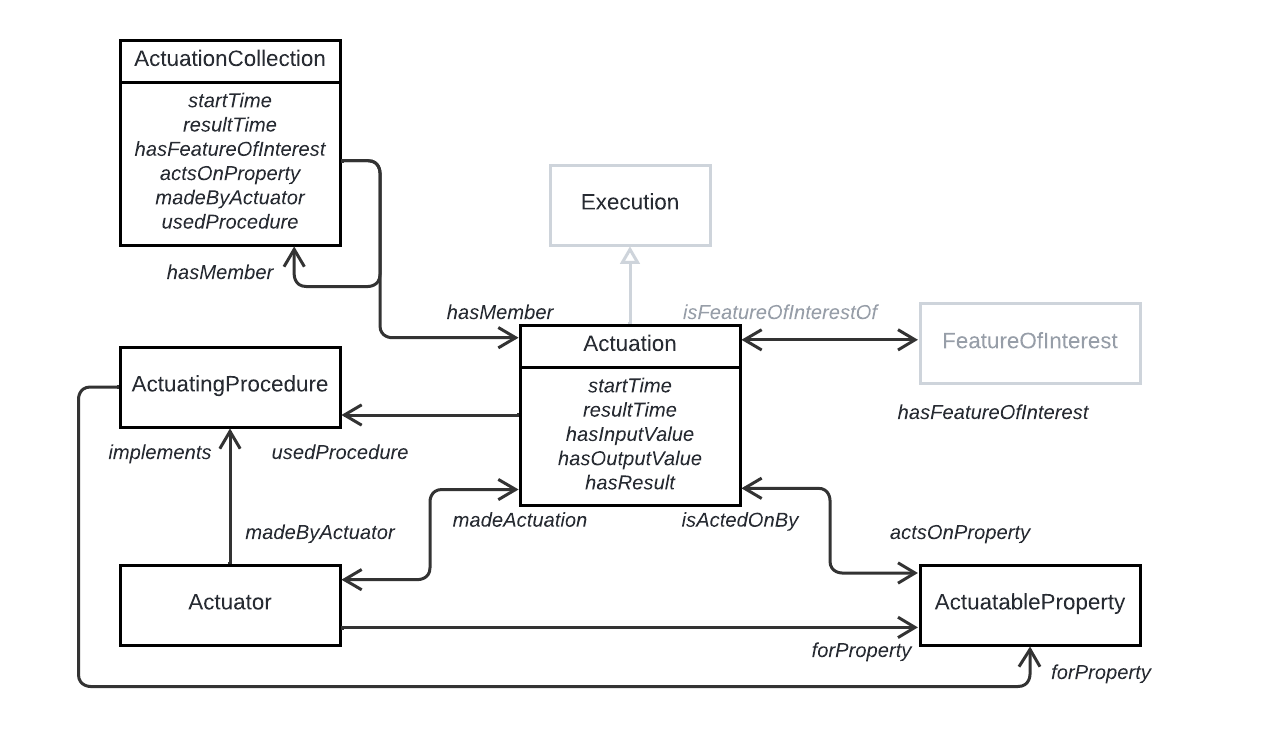 ActuationCollection
startTime
resultTime
hasFeatureOfInterest
actsOnProperty
madeByActuator
usedProcedure
hasMember
Execution
hasMember
isFeatureOfInterestOf
Actuation
startTime
resultTime
hasInputValue
hasOutputValue
hasResult
FeatureOfInterest
hasFeatureOfInterest
ActuatingProcedure
implements
usedProcedure
madeByActuator
madeActuation
isActedOnBy
actsOnProperty
Actuator
ActuatableProperty
forProperty
forProperty